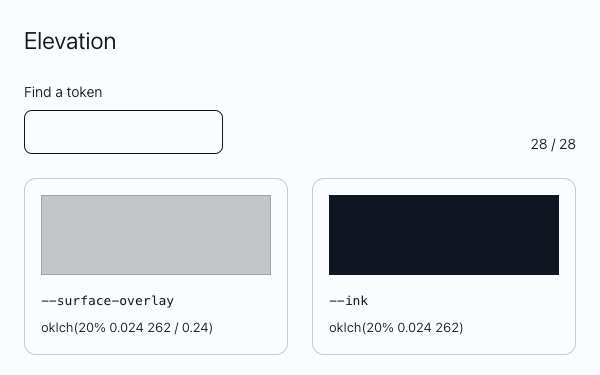 Elevation
Find a token
28 / 28
--surface-overlay
oklch(20% 0.024 262 / 0.24)
--ink
oklch(20% 0.024 262)